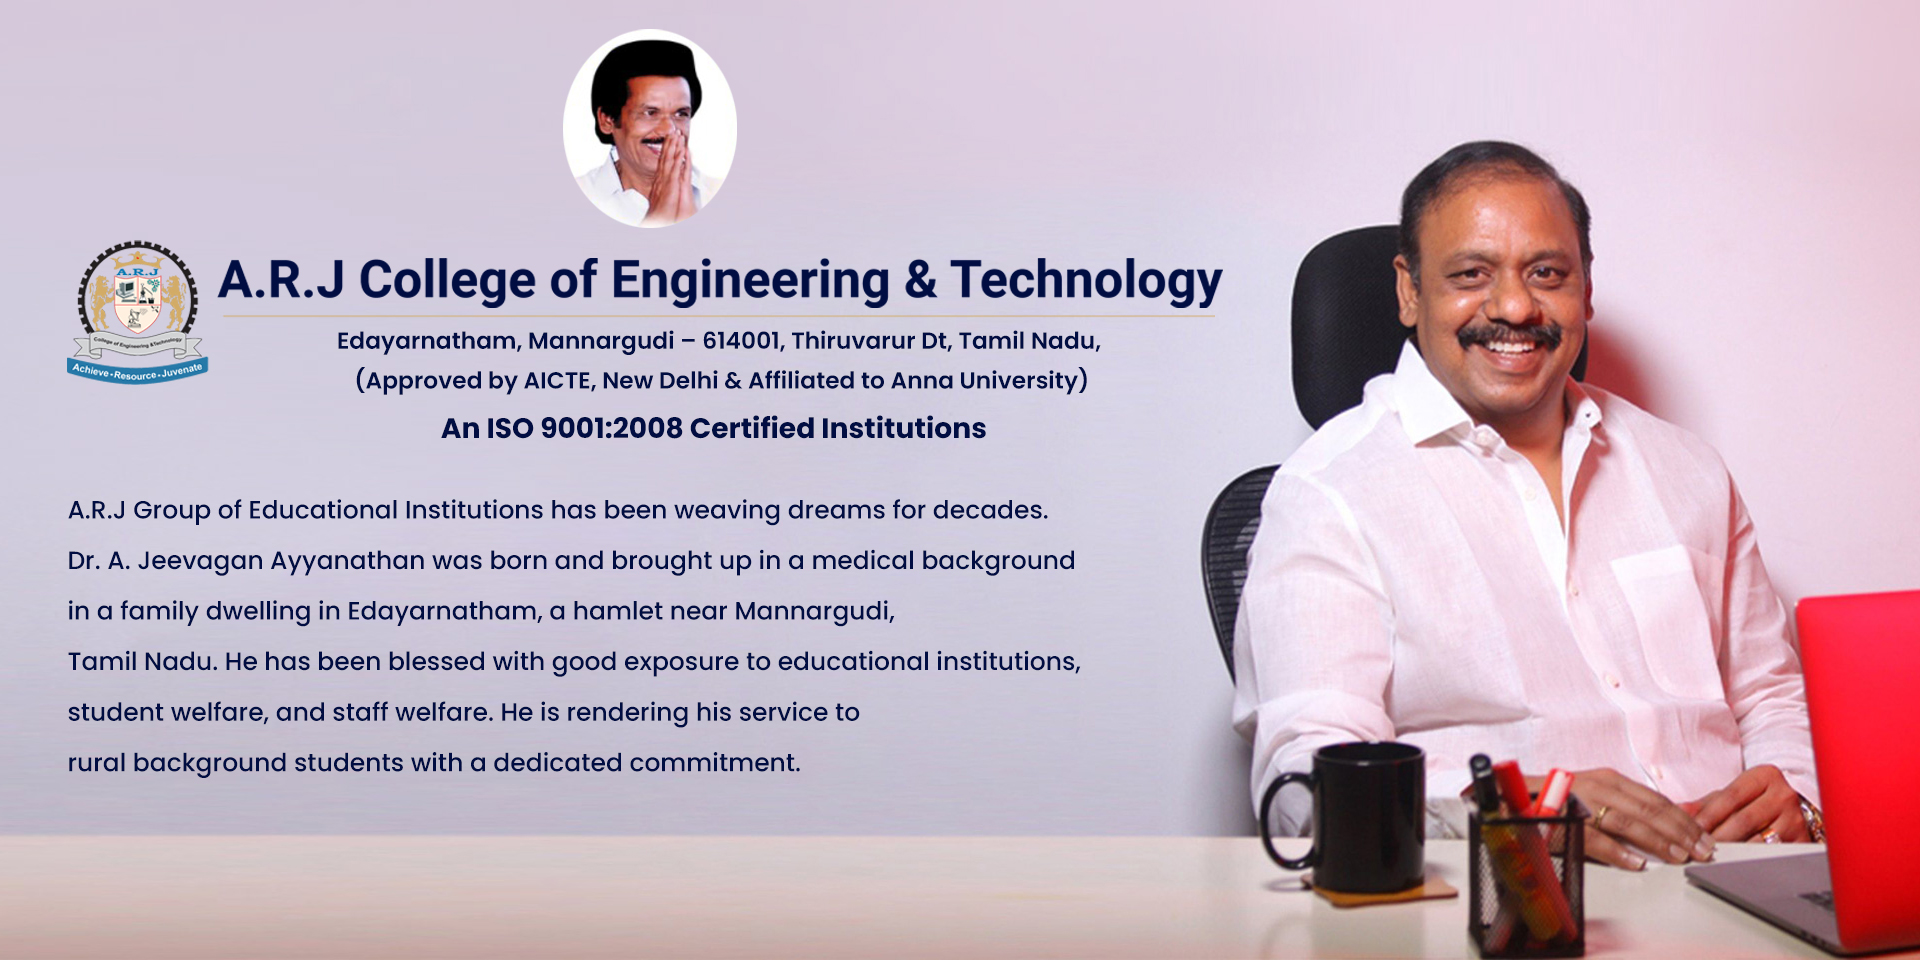 A.R.J
College of Engineering &Technology
Achieve • Resource • Juvenate
A.R.J College of Engineering & Technology
Edayarnatham, Mannargudi – 614001, Thiruvarur Dt, Tamil Nadu,
(Approved by AICTE, New Delhi & Affiliated to Anna University)
An ISO 9001:2008 Certified Institutions
A.R.J Group of Educational Institutions has been weaving dreams for decades.
Dr. A. Jeevagan Ayyanathan was born and brought up in a medical background
in a family dwelling in Edayarnatham, a hamlet near Mannargudi,
Tamil Nadu. He has been blessed with good exposure to educational institutions,
student welfare, and staff welfare. He is rendering his service to
rural background students with a dedicated commitment.